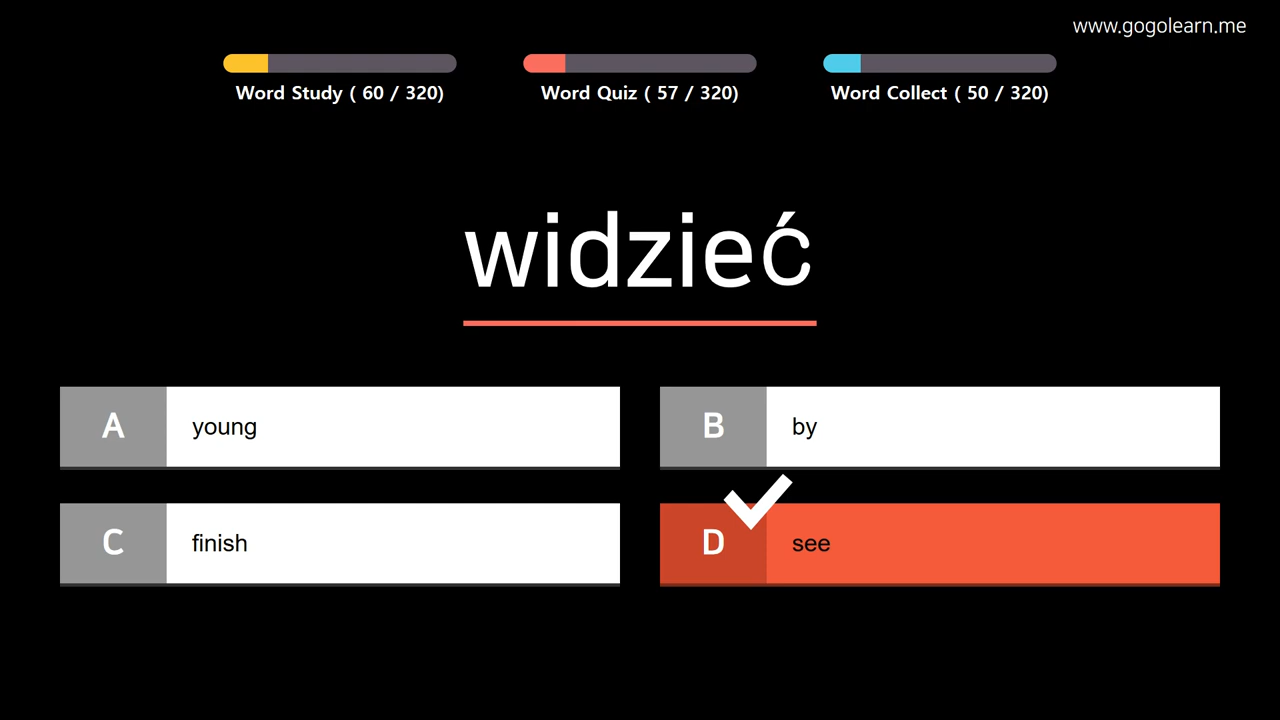 www.gogolearn.me
Word Study ( 60 / 320)
Word Quiz ( 57 / 320)
Word Collect ( 50 / 320)
widzieć
A young
B by
C finish
D see